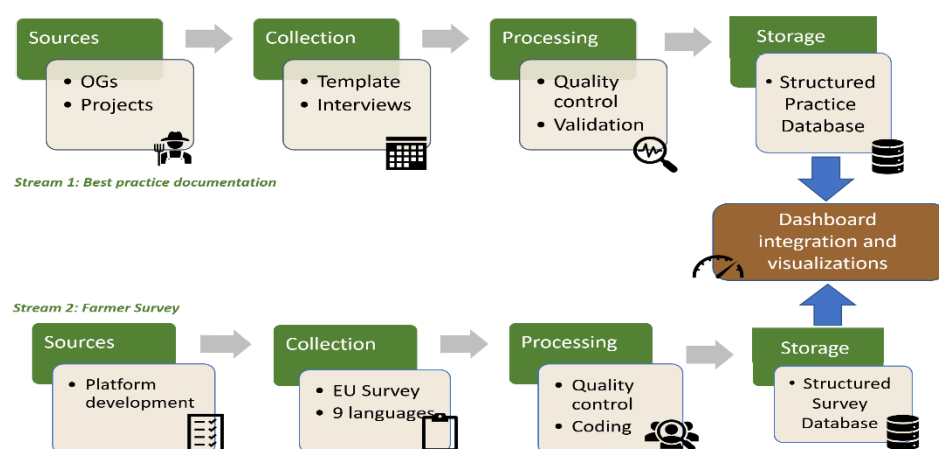 Sources
Collection
Processing
Storage
• OGs
• Projects
• Template
• Interviews
• Quality
control
• Validation
• Structured
Practice
Database
Stream 1: Best practice documentation
Dashboard
integration and
visualizations
Stream 2: Farmer Survey
Sources
Collection
Processing
Storage
• Platform
development
• EU Survey
• 9 languages
• Quality
control
• Coding
• Structured
Survey
Database